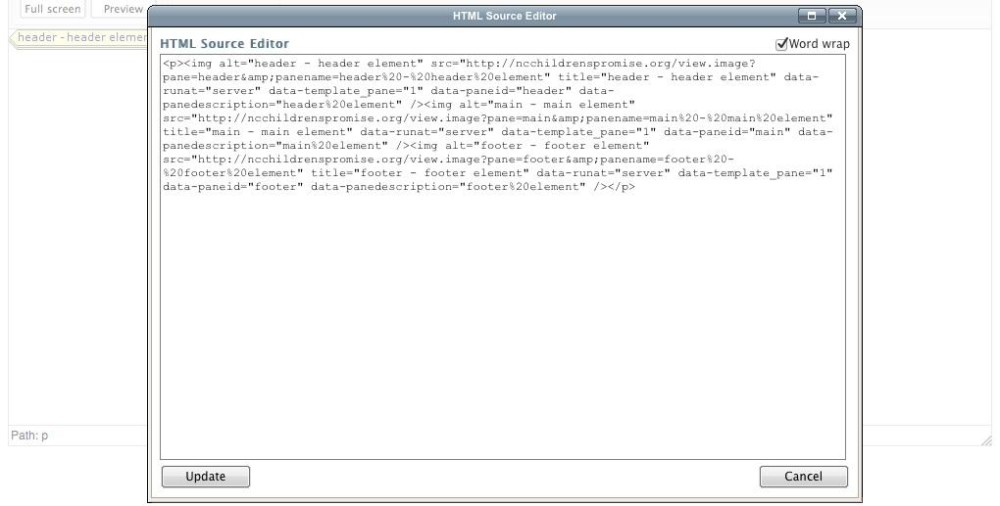 Full screen Preview
HTML Source Editor
header - header elemen
HTML Source Editor
Word wrap
<p><img alt="header - header element" src="http://ncchildrenspromise.org/view.image?
pane=header&amp;panename=header%20-%20header%20element" title="header - header element" data-
runat="server" data-template_pane="1" data-paneid="header" data-
panedescription="header%20element" /><img alt="main - main element"
src="http://ncchildrenspromise.org/view.image?pane=main&amp;panename=main%20-%20main%20element"
title="main - main element" data-runat="server" data-template_pane="1" data-paneid="main" data-
panedescription="main%20element" /><img alt="footer - footer element"
src="http://ncchildrenspromise.org/view.image?pane=footer&amp;panename=footer%20-
%20footer%20element" title="footer - footer element" data-runat="server" data-template_pane="1"
data-paneid="footer" data-panedescription="footer%20element" /></p>
Path: p
Update
Cancel